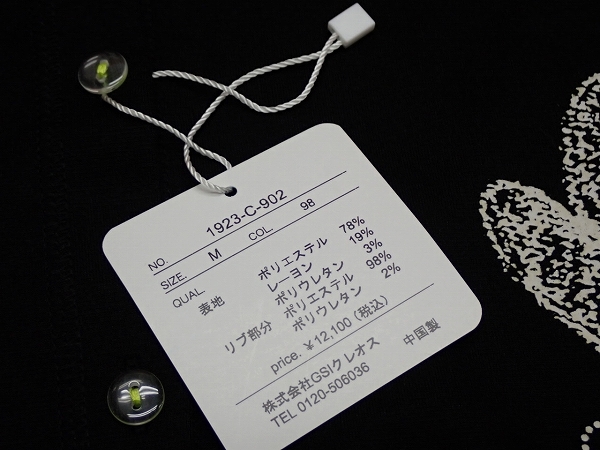 NO. 1923-C-902
SIZE. M COL. 98
QUAL.
表地 ポリエステル 78%
レーヨン 19%
ポリウレタン 3%
リブ部分 ポリエステル 98%
ポリウレタン 2%
price. ¥12,100 (税込)
株式会社GSIクレオス 中国製
TEL 0120-506036